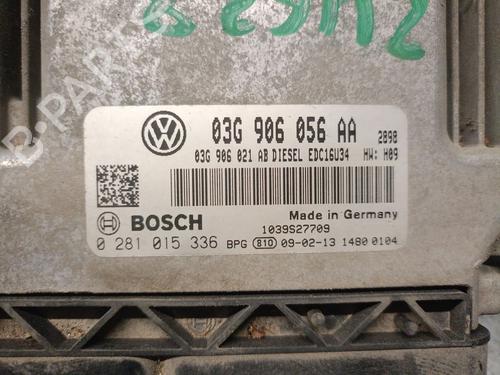 03G 906 056 AA 2898
03G 906 021 AB DIESEL EDC16U34 HW: H09
Made in Germany
BOSCH 1039S27709
0 281 015 336 BPG 810 09-02-13 1480 0104
B-PARTS